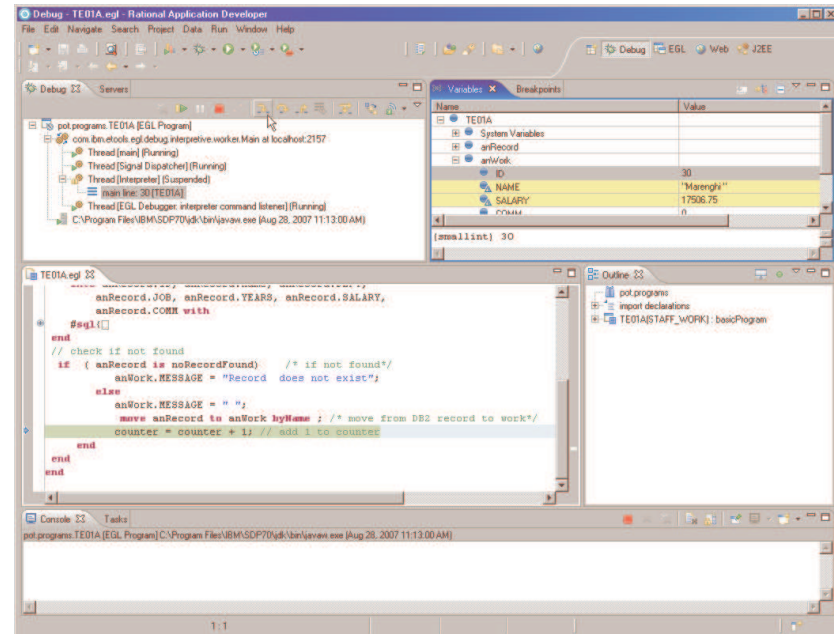 Debug - TE01A.egl - Rational Application Developer
File Edit Navigate Search Project Data Run Window Help
Debug EGL Web J2EE
Debug Servers
pot.programs.TE01A [EGL Program]
com.ibm.etools.egl.debug.interpretive.worker.Main at localhost:2157
Thread [main] (Running)
Thread [Signal Dispatcher] (Running)
Thread [Interpreter] (Suspended)
main line: 30 [TE01A]
Thread [EGL Debugger: interpreter command listener] (Running)
C:\Program Files\IBM\SDP70\jdk\bin\javaw.exe (Aug 28, 2007 11:13:00 AM)
Variables Breakpoints
Name Value
TE01A
System Variables
anRecord
anWork
ID 30
NAME "Marenghi"
SALARY 17506.75
COMM 0
(smallint) 30
TE01A.egl
anRecord.JOB, anRecord.YEARS, anRecord.SALARY,
anRecord.COMM with
#sql{
end
// check if not found
if ( anRecord is noRecordFound) /* if not found*/
anWork.MESSAGE = "Record does not exist";
else
anWork.MESSAGE = " ";
move anRecord to anWork byName ; /* move from DB2 record to work*/
counter = counter + 1; // add 1 to counter
end
end
end
Outline
pot.programs
import declarations
TE01A[STAFF_WORK] : basicProgram
Console Tasks
pot.programs.TE01A [EGL Program] C:\Program Files\IBM\SDP70\jdk\bin\javaw.exe (Aug 28, 2007 11:13:00 AM)
1:1